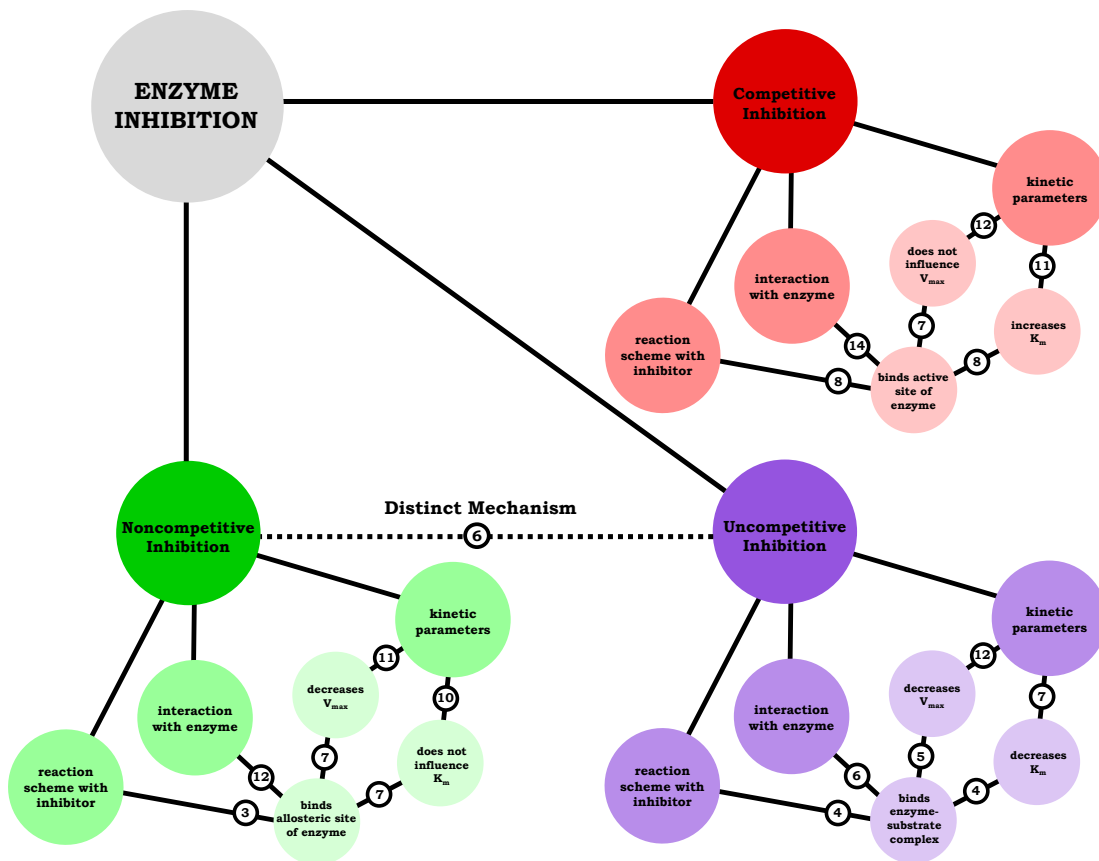 ENZYME
INHIBITION
Competitive
Inhibition
kinetic
parameters
12
does not
influence
Vmax
11
interaction
with enzyme
7
increases
Km
14
8
reaction
scheme with
inhibitor
8
binds active
site of
enzyme
Distinct Mechanism
6
Noncompetitive
Inhibition
kinetic
parameters
11
decreases
Vmax
10
interaction
with enzyme
7
does not
influence
Km
12
7
reaction
scheme with
inhibitor
3
binds
allosteric site
of enzyme
Uncompetitive
Inhibition
kinetic
parameters
12
decreases
Vmax
7
interaction
with enzyme
5
decreases
Km
6
4
reaction
scheme with
inhibitor
4
binds
enzyme-
substrate
complex